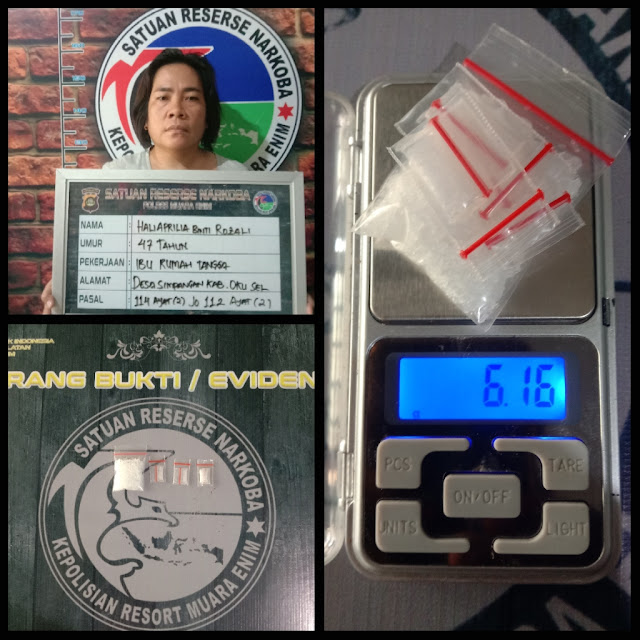 SATUAN RESERSE NARKOBA
KEPOLISIAN RESORT MUARA ENIM
SATUAN RESERSE NARKOBA
POLRES MUARA ENIM
NAMA : HALIAPRILIA BINTI ROZALI
UMUR : 47 TAHUN
PEKERJAAN : IBU RUMAH TANGGA
ALAMAT : DESA SIMPANGAN KAB. OKU SEL
PASAL : 114 AYAT (2) JO 112 AYAT (2)
K INDONESIA
ATAN
RANG BUKTI / EVIDEN
SATUAN RESERSE NARKOBA
KEPOLISIAN RESORT MUARA ENIM
6.16
g
PCS
TARE
ON/OFF
UNITS
LIGHT